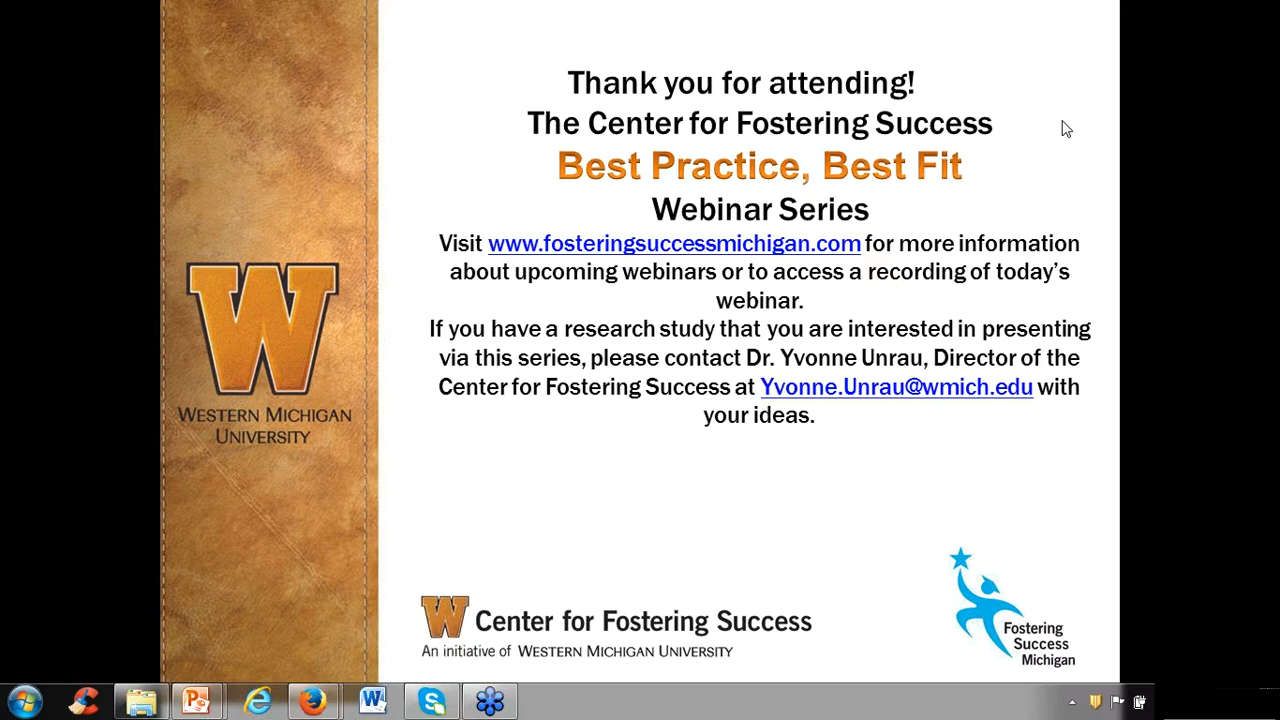 Thank you for attending!
The Center for Fostering Success
Best Practice, Best Fit
Webinar Series
Visit www.fosteringsuccessmichigan.com for more information
about upcoming webinars or to access a recording of today's
webinar.
If you have a research study that you are interested in presenting
via this series, please contact Dr. Yvonne Unrau, Director of the
Center for Fostering Success at Yvonne.Unrau@wmich.edu with
your ideas.
W
WESTERN MICHIGAN
UNIVERSITY
W Center for Fostering Success
An initiative of WESTERN MICHIGAN UNIVERSITY
Fostering
Success
Michigan